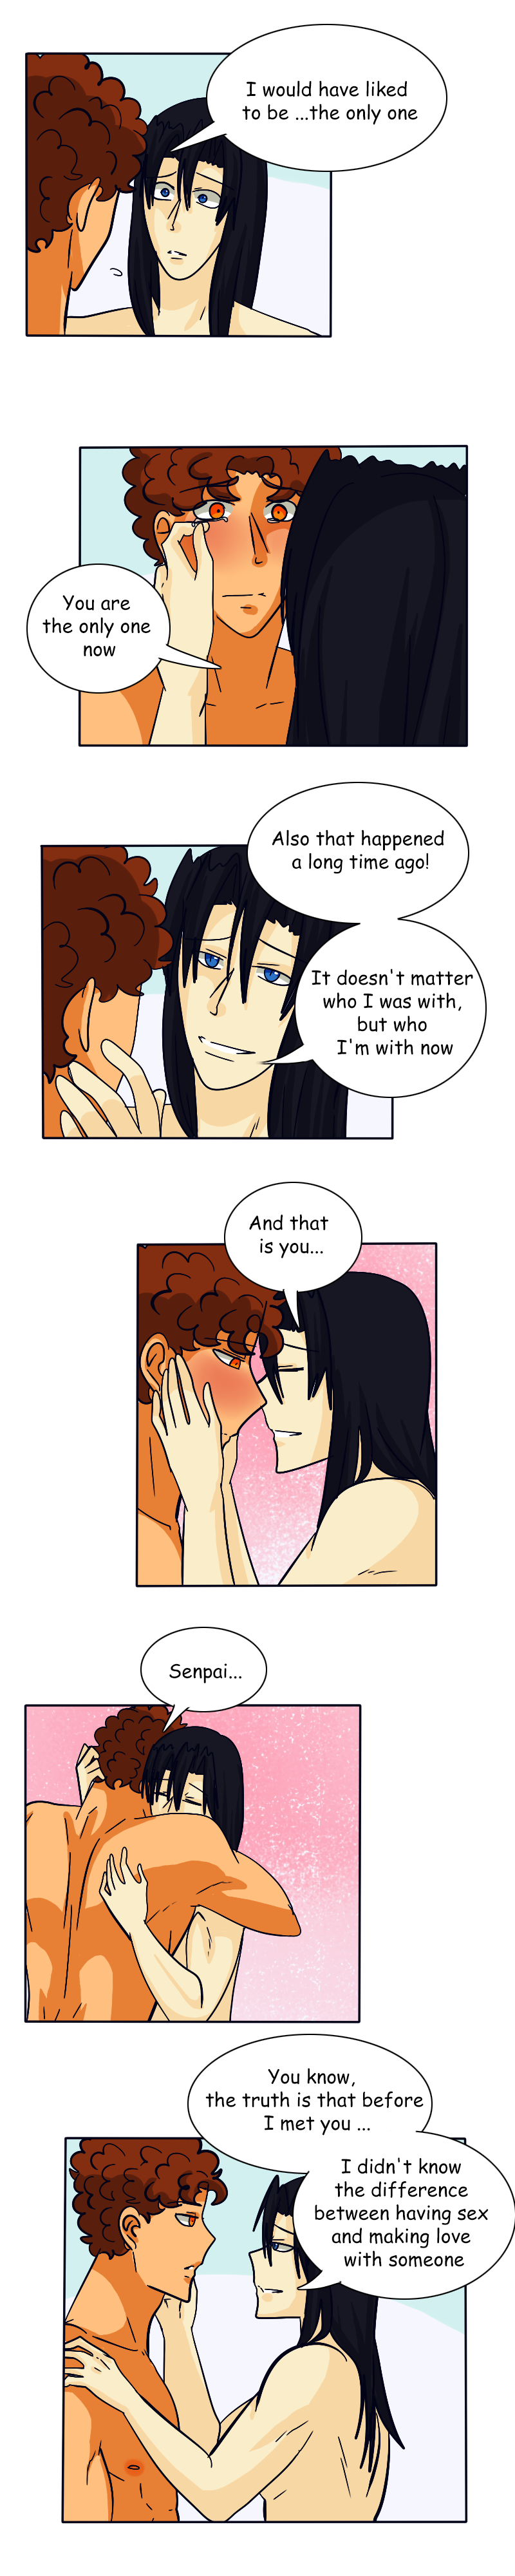 I would have liked
to be ...the only one
You are
the only one
now
Also that happened
a long time ago!
It doesn't matter
who I was with,
but who
I'm with now
And that
is you...
Senpai...
You know,
the truth is that before
I met you ...
I didn't know
the difference
between having sex
and making love
with someone